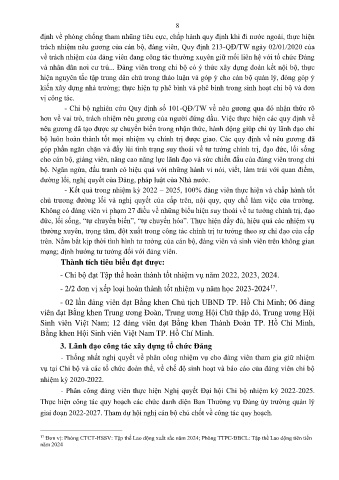 8
định về phòng chống tham nhũng tiêu cực, chấp hành quy định khi đi nước ngoài, thực hiện
trách nhiệm nêu gương của cán bộ, đảng viên, Quy định 213-QĐ/TW ngày 02/01/2020 của
về trách nhiệm của đảng viên đang công tác thường xuyên giữ mối liên hệ với tổ chức Đảng
và nhân dân nơi cư trú... Đảng viên trong chi bộ có ý thức xây dựng đoàn kết nội bộ, thực
hiện nguyên tắc tập trung dân chủ trong thảo luận và góp ý cho cán bộ quản lý, đóng góp ý
kiến xây dựng nhà trường; thực hiện tự phê bình và phê bình trong sinh hoạt chi bộ và đơn
vị công tác.
- Chi bộ nghiên cứu Quy định số 101-QĐ/TW về nêu gương qua đó nhận thức rõ
hơn về vai trò, trách nhiệm nêu gương của người đứng đầu. Việc thực hiện các quy định về
nêu gương đã tạo được sự chuyển biến trong nhận thức, hành động giúp chi ủy lãnh đạo chi
bộ luôn hoàn thành tốt mọi nhiệm vụ chính trị được giao. Các quy định về nêu gương đã
góp phần ngăn chặn và đẩy lùi tình trạng suy thoái về tư tưởng chính trị, đạo đức, lối sống
cho cán bộ, giảng viên, nâng cao năng lực lãnh đạo và sức chiến đấu của đảng viên trong chi
bộ. Ngăn ngừa, đấu tranh có hiệu quả với những hành vi nói, viết, làm trái với quan điểm,
đường lối, nghị quyết của Đảng, pháp luật của Nhà nước.
- Kết quả trong nhiệm kỳ 2022 – 2025, 100% đảng viên thực hiện và chấp hành tốt
chủ trương đường lối và nghị quyết của cấp trên, nội quy, quy chế làm việc của trường.
Không có đảng viên vi phạm 27 điều về những biểu hiện suy thoái về tư tưởng chính trị, đạo
đức, lối sống, “tự chuyển biến”, “tự chuyển hóa”. Thực hiện đầy đủ, hiệu quả các nhiệm vụ
thường xuyên, trọng tâm, đột xuất trong công tác chính trị tư tưởng theo sự chỉ đạo của cấp
trên. Nắm bắt kịp thời tình hình tư tưởng của cán bộ, đảng viên và sinh viên trên không gian
mạng; định hướng tư tưởng đối với đảng viên.
Thành tích tiêu biểu đạt được:
- Chi bộ đạt Tập thể hoàn thành tốt nhiệm vụ năm 2022, 2023, 2024.
- 2/2 đơn vị xếp loại hoàn thành tốt nhiệm vụ năm học 2023-2024¹⁷.
- 02 lần đảng viên đạt Bằng khen Chủ tịch UBND TP. Hồ Chí Minh; 06 đảng
viên đạt Bằng khen Trung ương Đoàn, Trung ương Hội Chữ thập đỏ, Trung ương Hội
Sinh viên Việt Nam; 12 đảng viên đạt Bằng khen Thành Đoàn TP. Hồ Chí Minh,
Bằng khen Hội Sinh viên Việt Nam TP. Hồ Chí Minh.
3. Lãnh đạo công tác xây dựng tổ chức Đảng
- Thống nhất nghị quyết về phân công nhiệm vụ cho đảng viên tham gia giữ nhiệm
vụ tại Chi bộ và các tổ chức đoàn thể, về chế độ sinh hoạt và báo cáo của đảng viên chi bộ
nhiệm kỳ 2020-2022.
- Phân công đảng viên thực hiện Nghị quyết Đại hội Chi bộ nhiệm kỳ 2022-2025.
Thực hiện công tác quy hoạch các chức danh diện Ban Thường vụ Đảng ủy trường quản lý
giai đoạn 2022-2027. Tham dự hội nghị cán bộ chủ chốt về công tác quy hoạch.
¹⁷ Đơn vị: Phòng CTCT-HSSV: Tập thể Lao động xuất sắc năm 2024; Phòng TTPC-ĐBCL: Tập thể Lao động tiên tiến
năm 2024